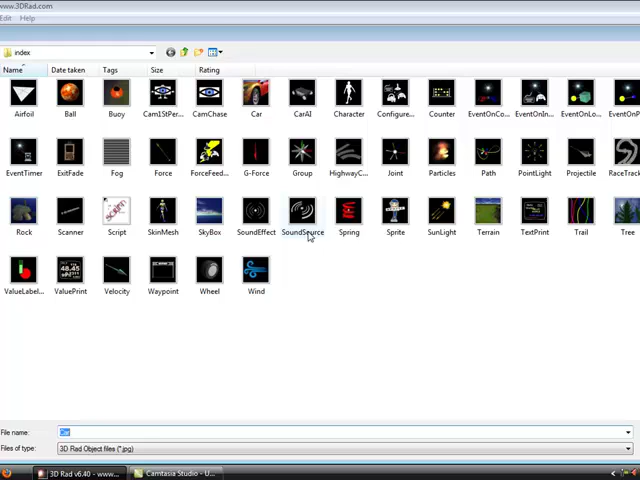 www.3DRad.com
Edit Help
index
Name Date taken Tags Size Rating
Airfoil Ball Buoy Cam1StPer... CamChase Car CarAI Character Configure... Counter EventOnCo... EventOnIn... EventOnLo... EventOnP
EventTimer ExitFade Fog Force ForceFeed... G-Force Group HighwayC... Joint Particles Path PointLight Projectile RaceTrack
Rock Scanner Script SkinMesh SkyBox SoundEffect SoundSource Spring Sprite SunLight Terrain TextPrint Trail Tree
ValueLabel... ValuePrint Velocity Waypoint Wheel Wind
File name: Car
Files of type: 3D Rad Object files (*.jpg)
3D Rad v6.40 - www... Camtasia Studio - U...